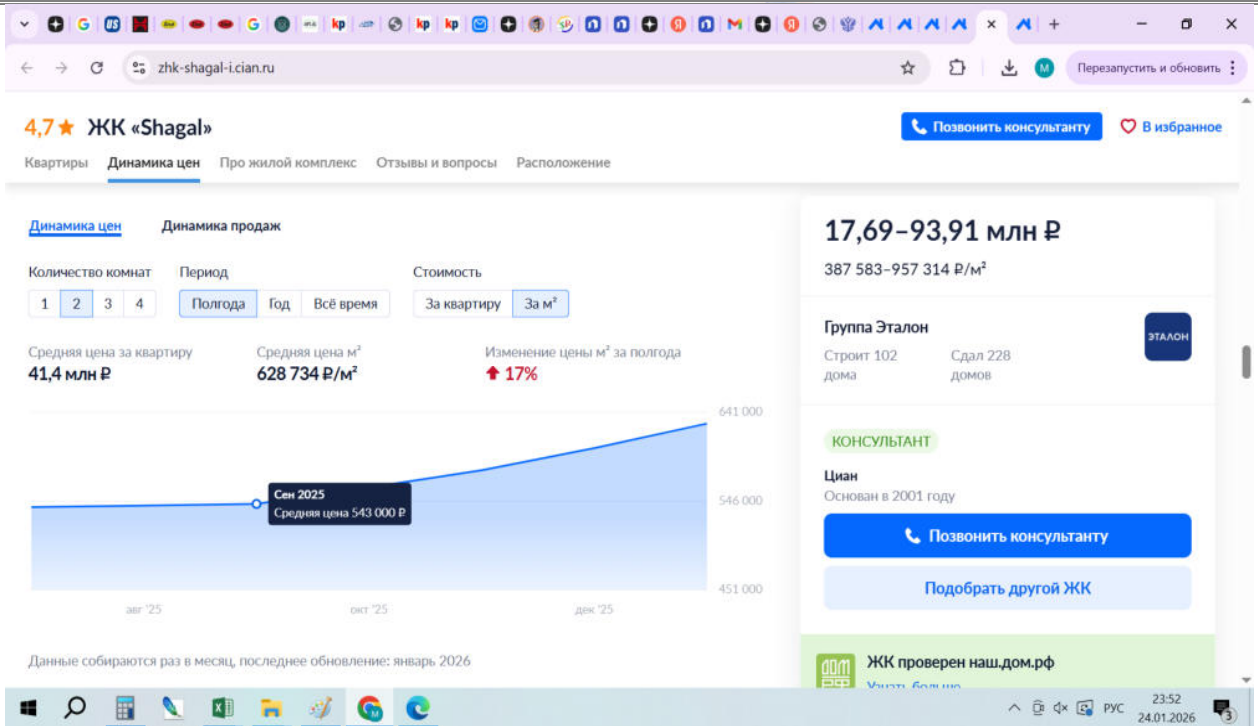 zhk-shagal-i.cian.ru
Перезапустить и обновить
4,7 ★ ЖК «Shagal»
Позвонить консультанту
В избранное
Квартиры Динамика цен Про жилой комплекс Отзывы и вопросы Расположение
Динамика цен Динамика продаж
Количество комнат Период Стоимость
1 2 3 4 Полгода Год Всё время За квартиру За м²
Средняя цена за квартиру Средняя цена м² Изменение цены м² за полгода
41,4 млн ₽ 628 734 ₽/м² 17%
641 000
Сен 2025
Средняя цена 543 000 ₽
546 000
451 000
авг '25 окт '25 дек '25
Данные собираются раз в месяц, последнее обновление: январь 2026
17,69–93,91 млн ₽
387 583–957 314 ₽/м²
Группа Эталон
ЭТАЛОН
Строит 102 дома
Сдал 228 домов
КОНСУЛЬТАНТ
Циан
Основан в 2001 году
Позвонить консультанту
Подобрать другой ЖК
ДОМ
РФ
ЖК проверен наш.дом.рф
Узнать больше
РУС
23:52
24.01.2026
3